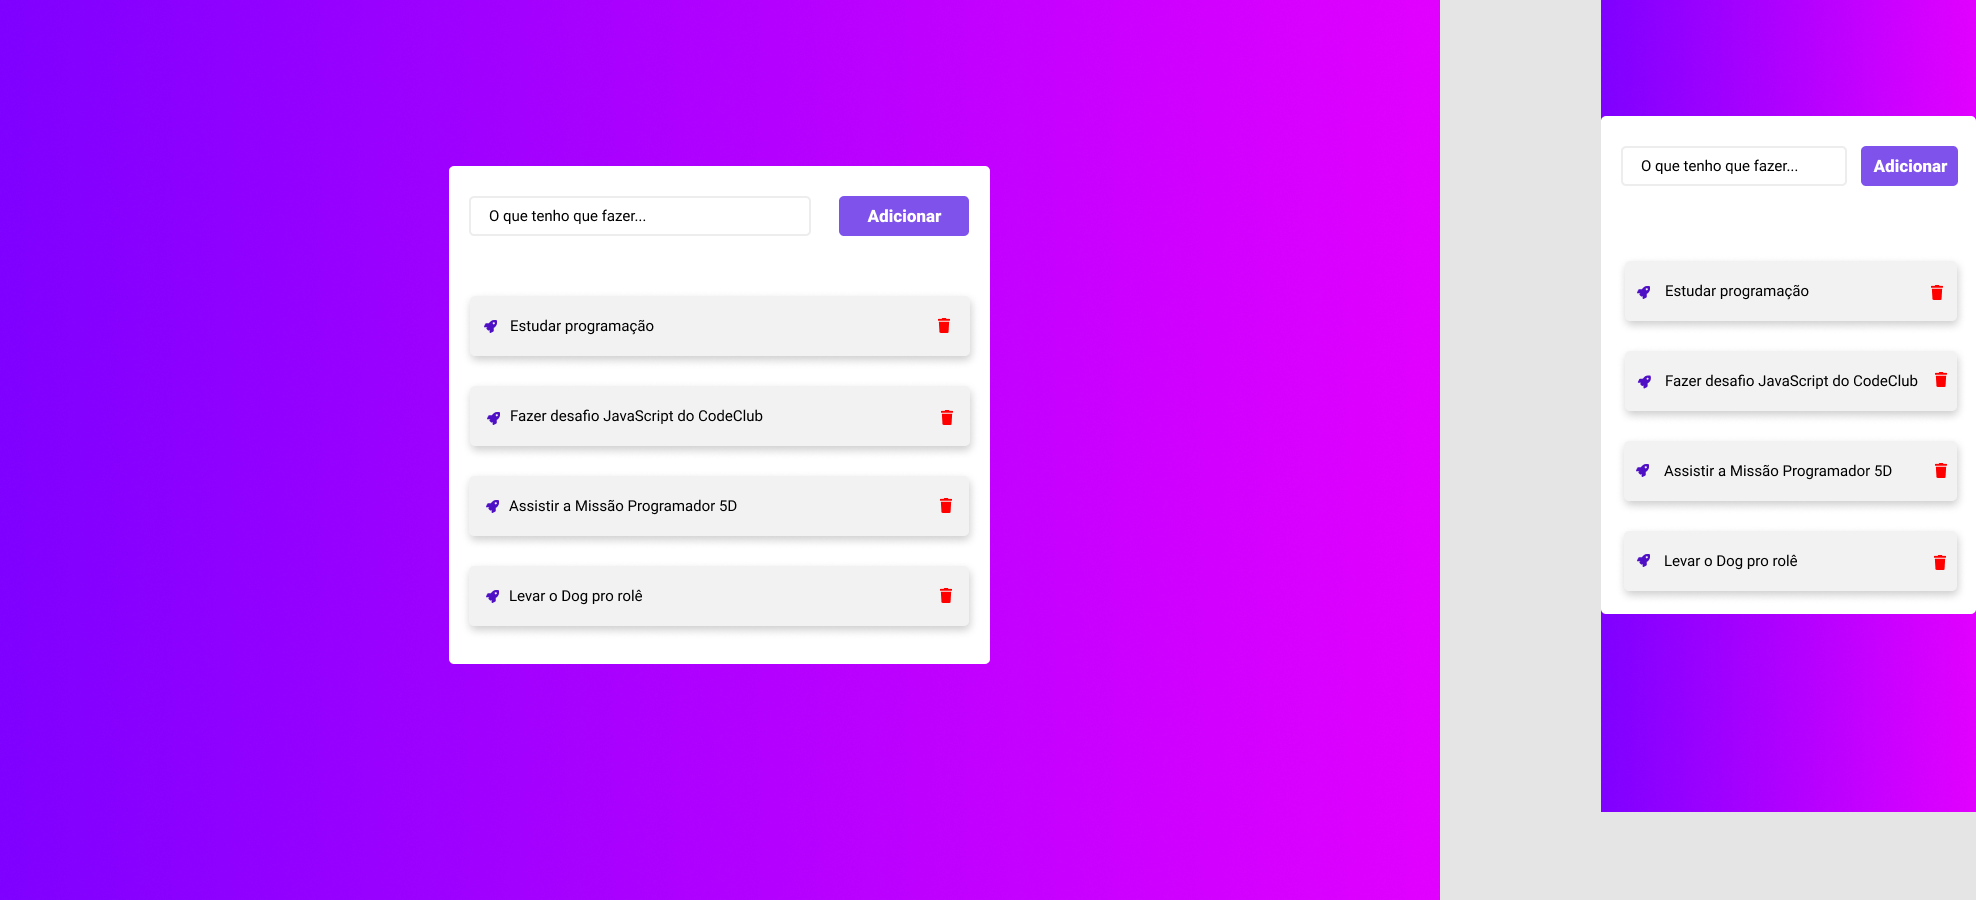 O que tenho que fazer...
Adicionar
Estudar programação
Fazer desafio JavaScript do CodeClub
Assistir a Missão Programador 5D
Levar o Dog pro rolê
O que tenho que fazer...
Adicionar
Estudar programação
Fazer desafio JavaScript do CodeClub
Assistir a Missão Programador 5D
Levar o Dog pro rolê